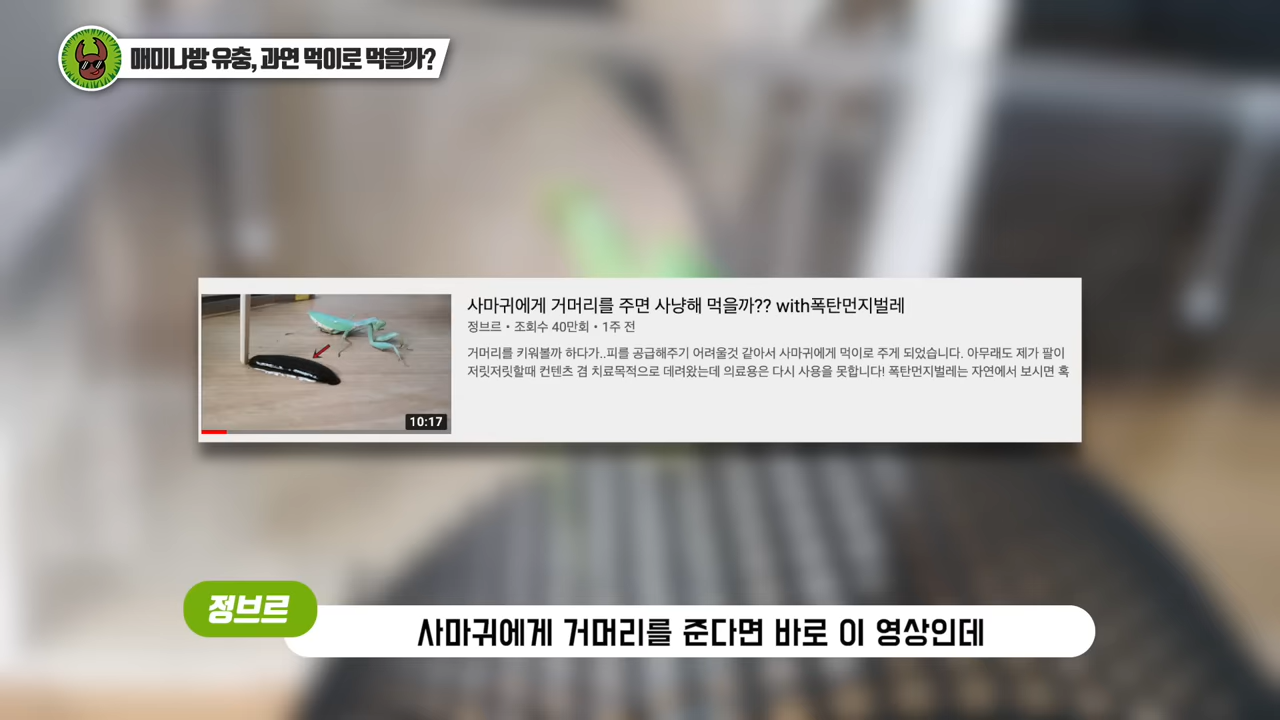 매미나방 유충, 과연 먹이로 먹을까?
사마귀에게 거머리를 주면 사냥해 먹을까?? with폭탄먼지벌레
정브르・조회수 40만회・1주 전
거머리를 키워볼까 하다가..피를 공급해주기 어려울것 같아서 사마귀에게 먹이로 주게 되었습니다. 아무래도 제가 팔이
저릿저릿할때 컨텐츠 겸 치료목적으로 데려왔는데 의료용은 다시 사용을 못합니다! 폭탄먼지벌레는 자연에서 보시면 혹
10:17
정브르
사마귀에게 거머리를 준다면 바로 이 영상인데